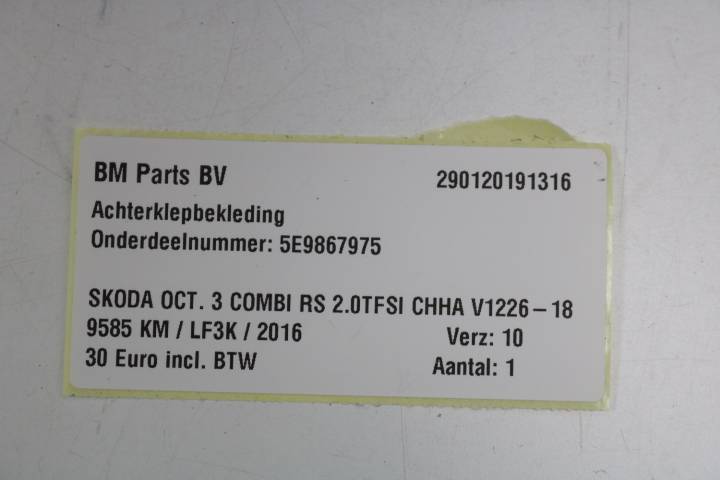 BM Parts BV 290120191316
Achterklepbekleding
Onderdeelnummer: 5E9867975
SKODA OCT. 3 COMBI RS 2.0TFSI CHHA V1226-18
9585 KM / LF3K / 2016 Verz: 10
30 Euro incl. BTW Aantal: 1